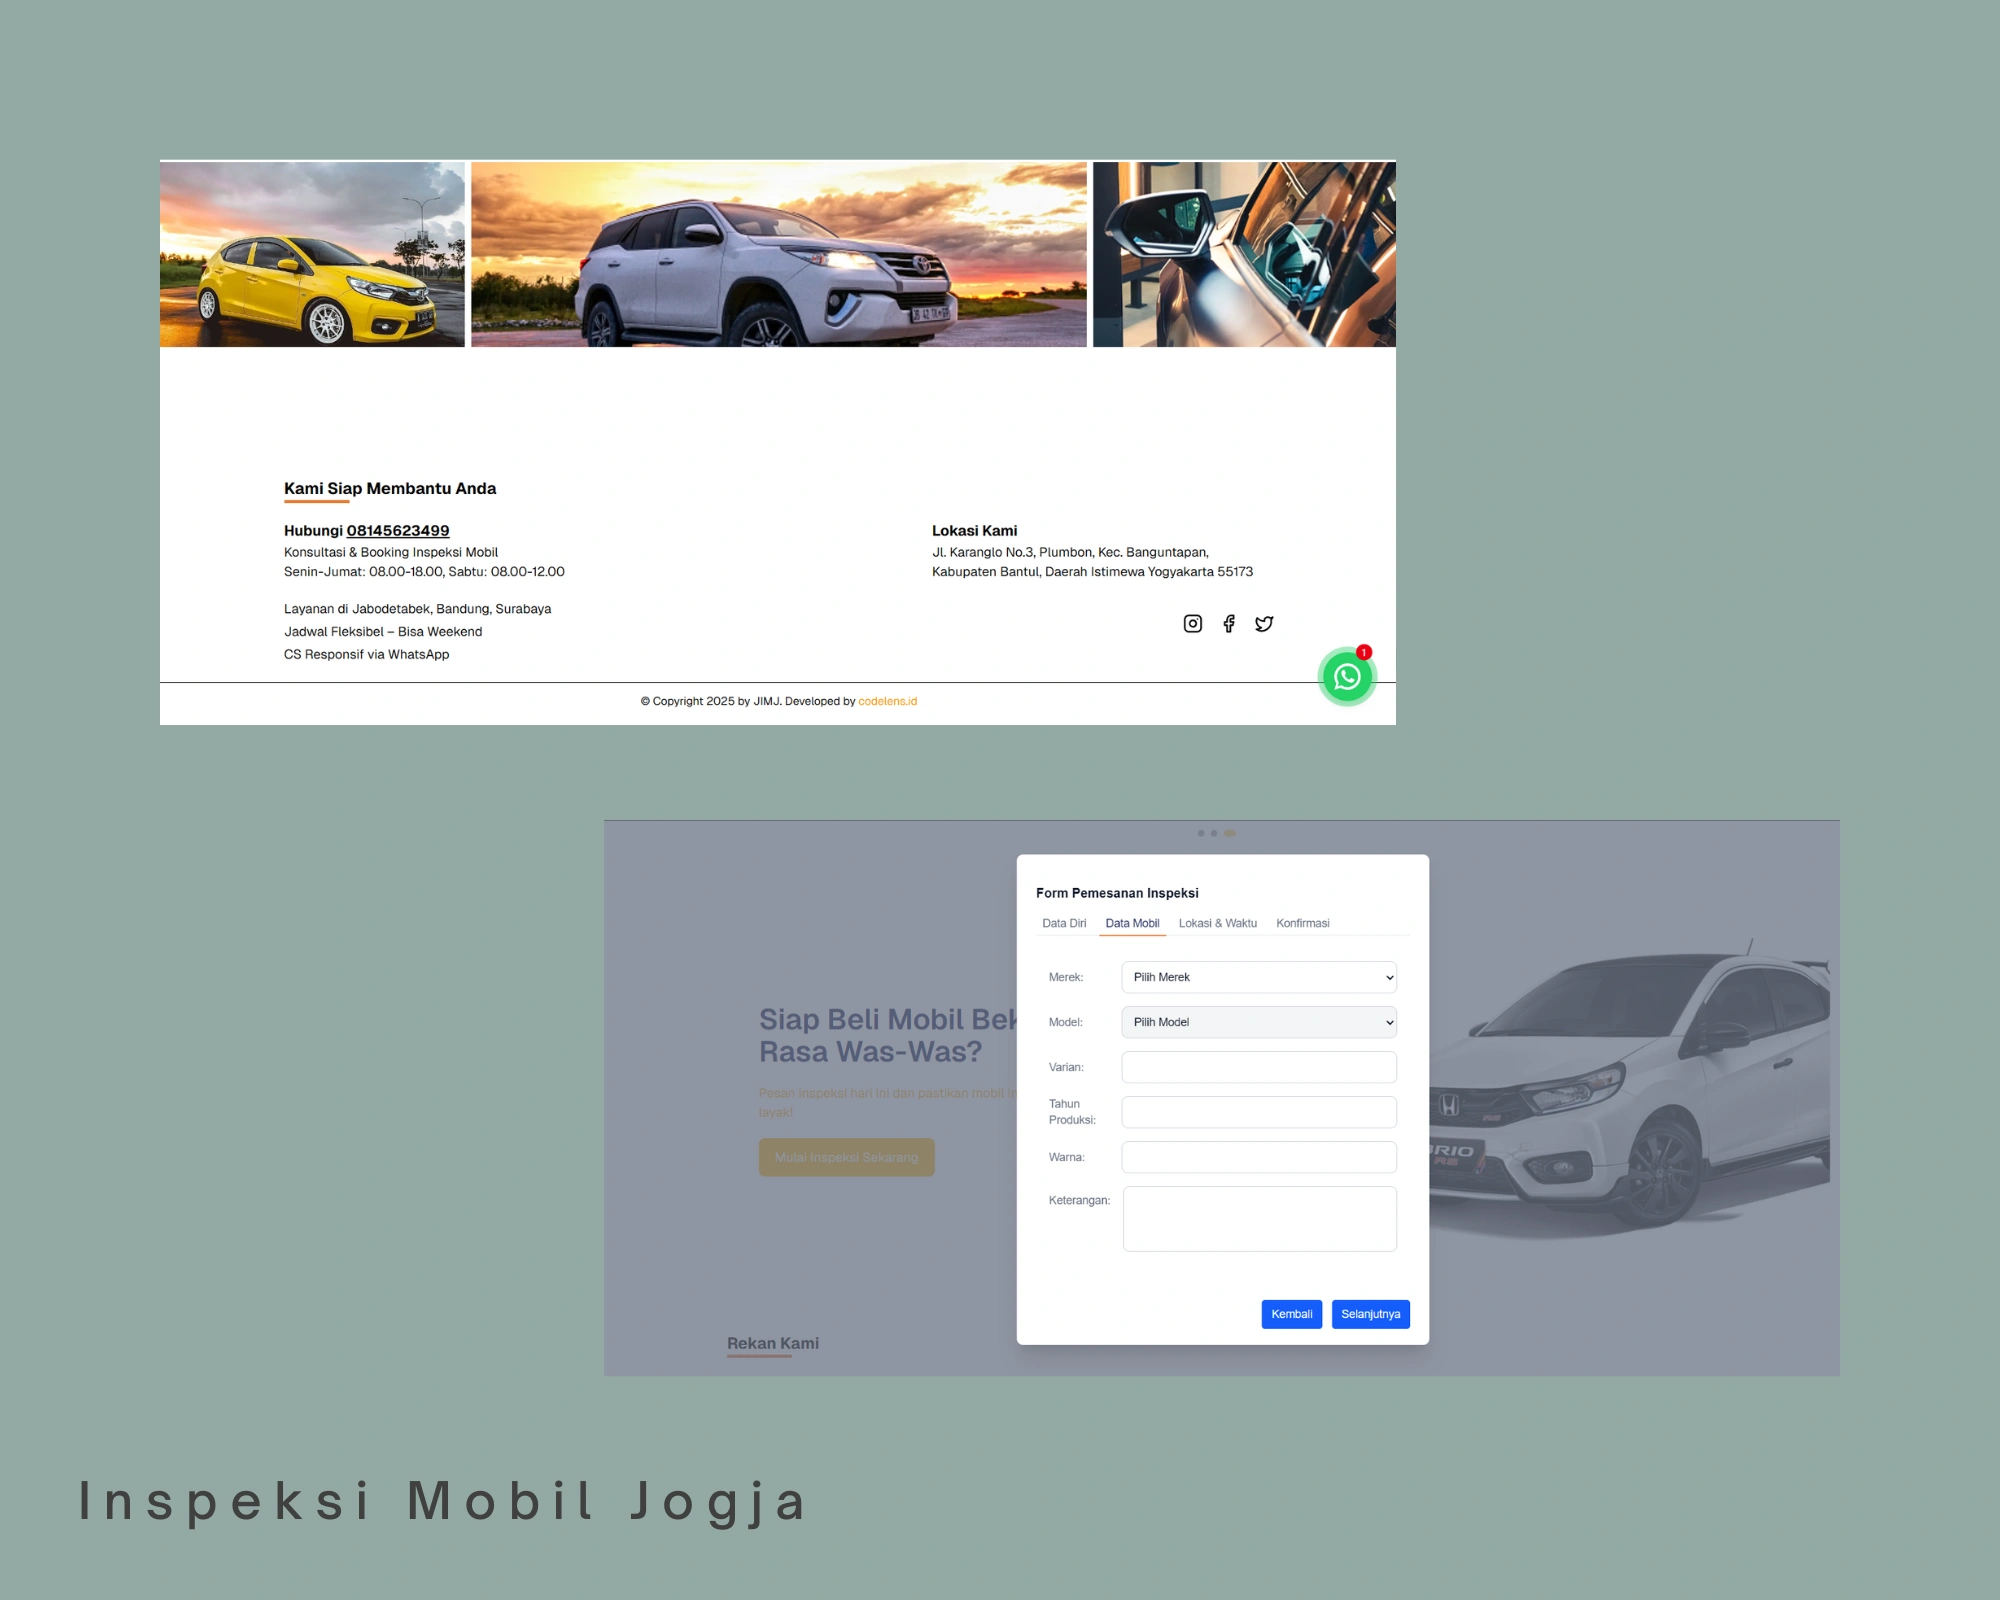 Kami Siap Membantu Anda
Hubungi 08145623499
Konsultasi & Booking Inspeksi Mobil
Senin-Jumat: 08.00-18.00, Sabtu: 08.00-12.00
Layanan di Jabodetabek, Bandung, Surabaya
Jadwal Fleksibel – Bisa Weekend
CS Responsif via WhatsApp
Lokasi Kami
Jl. Karanglo No.3, Plumbon, Kec. Banguntapan,
Kabupaten Bantul, Daerah Istimewa Yogyakarta 55173
1
© Copyright 2025 by JIMJ. Developed by codelens.id
Siap Beli Mobil Bek
Rasa Was-Was?
Pesan inspeksi hari ini dan pastikan mobil in
layak!
Mulai Inspeksi Sekarang
Rekan Kami
Form Pemesanan Inspeksi
Data Diri Data Mobil Lokasi & Waktu Konfirmasi
Merek: Pilih Merek
Model: Pilih Model
Varian:
Tahun
Produksi:
Warna:
Keterangan:
Kembali Selanjutnya
BRIO
RS
Inspeksi Mobil Jogja